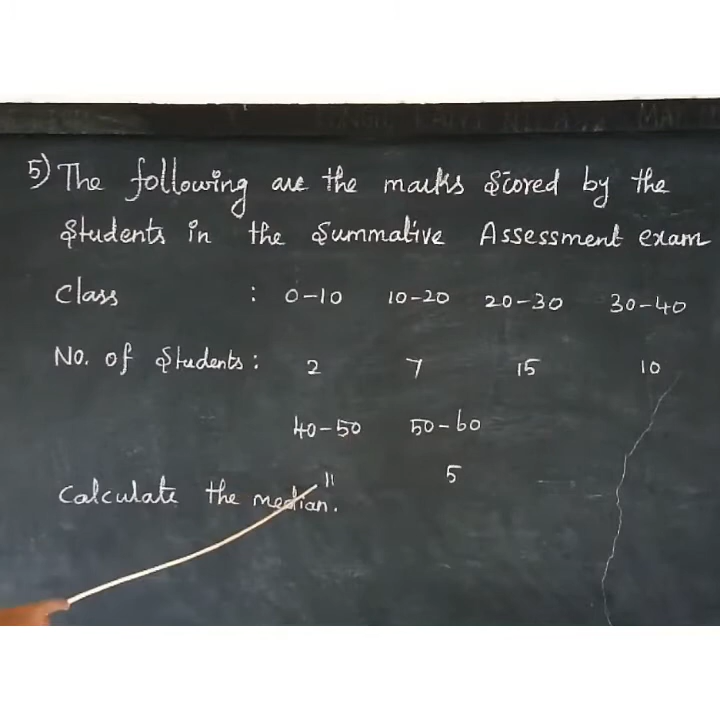 5) The following are the marks Scored by the
Students in the Summative Assessment exam
Class : 0-10 10-20 20-30 30-40
No. of Students : 2 7 15 10
40-50 50-60
11 5
Calculate the median.